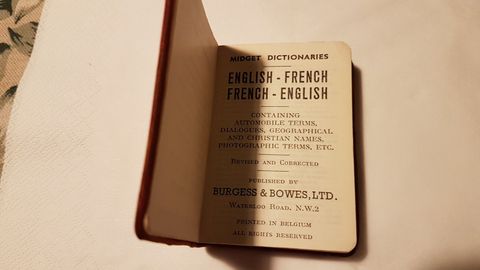 MIDGET DICTIONARIES
ENGLISH - FRENCH
FRENCH - ENGLISH
CONTAINING
AUTOMOBILE TERMS,
DIALOGUES, GEOGRAPHICAL
AND CHRISTIAN NAMES,
PHOTOGRAPHIC TERMS, ETC.
REVISED AND CORRECTED
PUBLISHED BY
BURGESS & BOWES, LTD.
WATERLOO ROAD. N.W.2
PRINTED IN BELGIUM
ALL RIGHTS RESERVED